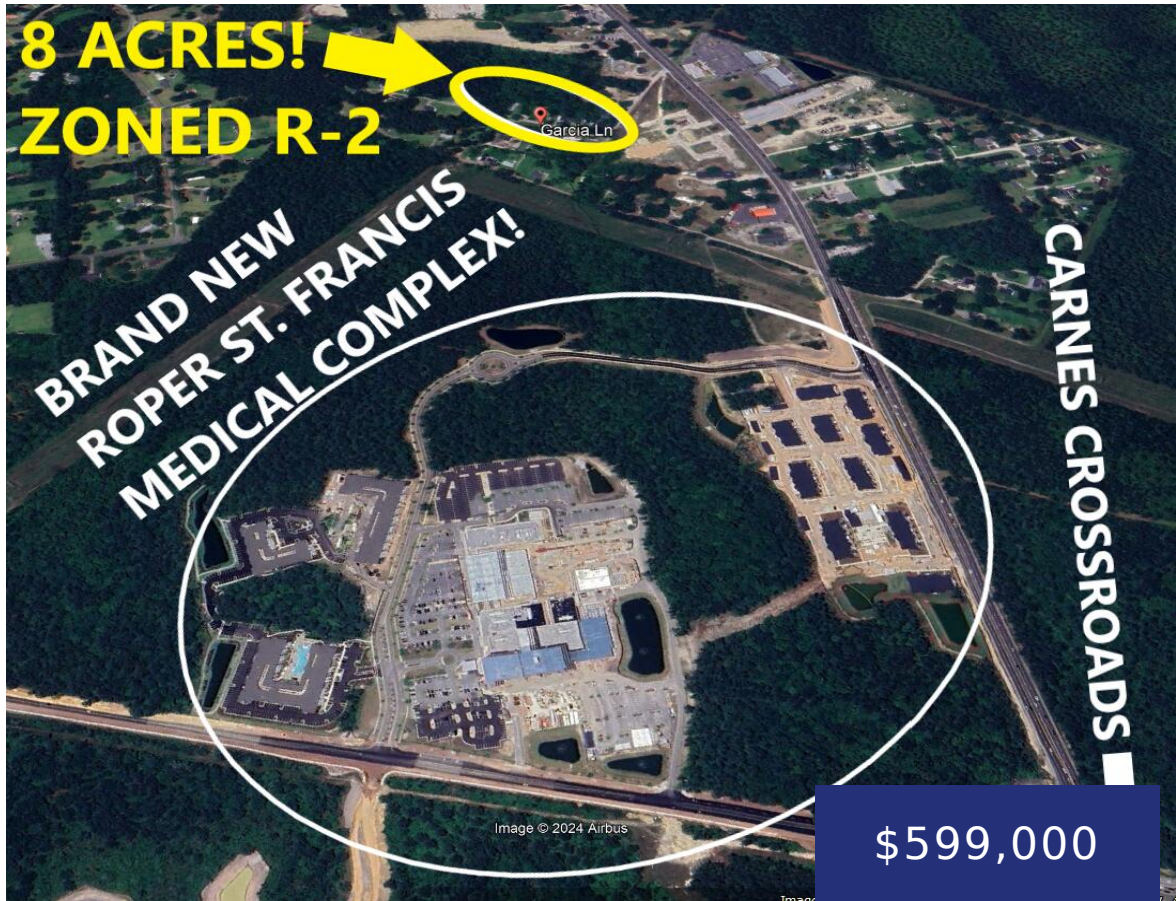 8 ACRES!
ZONED R-2
Garcia Ln
BRAND NEW
ROPER ST. FRANCIS
MEDICAL COMPLEX!
CARNES CROSSROADS
Image © 2024 Airbus
$599,000